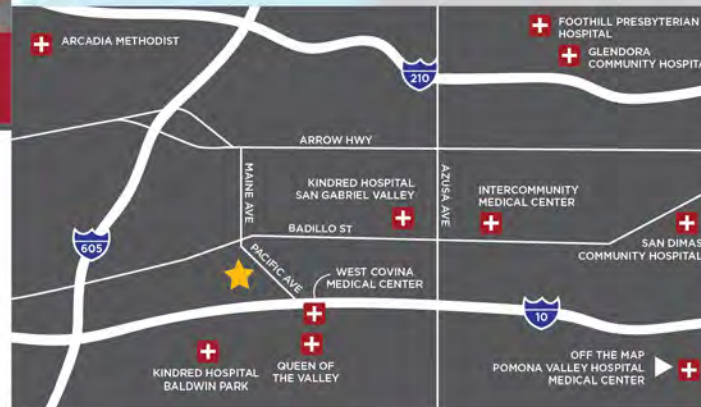 FOOTHILL PRESBYTERIAN
HOSPITAL
ARCADIA METHODIST
GLENDORA
COMMUNITY HOSPITA
210
ARROW HWY
MAINE AVE
AZUSA AVE
KINDRED HOSPITAL
SAN GABRIEL VALLEY
INTERCOMMUNITY
MEDICAL CENTER
BADILLO ST
605
PACIFIC AVE
SAN DIMAS
COMMUNITY HOSPITAL
WEST COVINA
MEDICAL CENTER
10
KINDRED HOSPITAL
BALDWIN PARK
QUEEN OF
THE VALLEY
OFF THE MAP
POMONA VALLEY HOSPITAL
MEDICAL CENTER